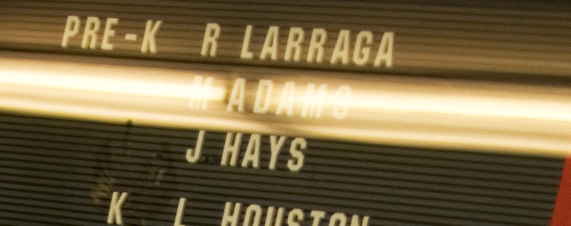 PRE-K R LARRAGA
M ADAMS
J HAYS
K L HOUSTON